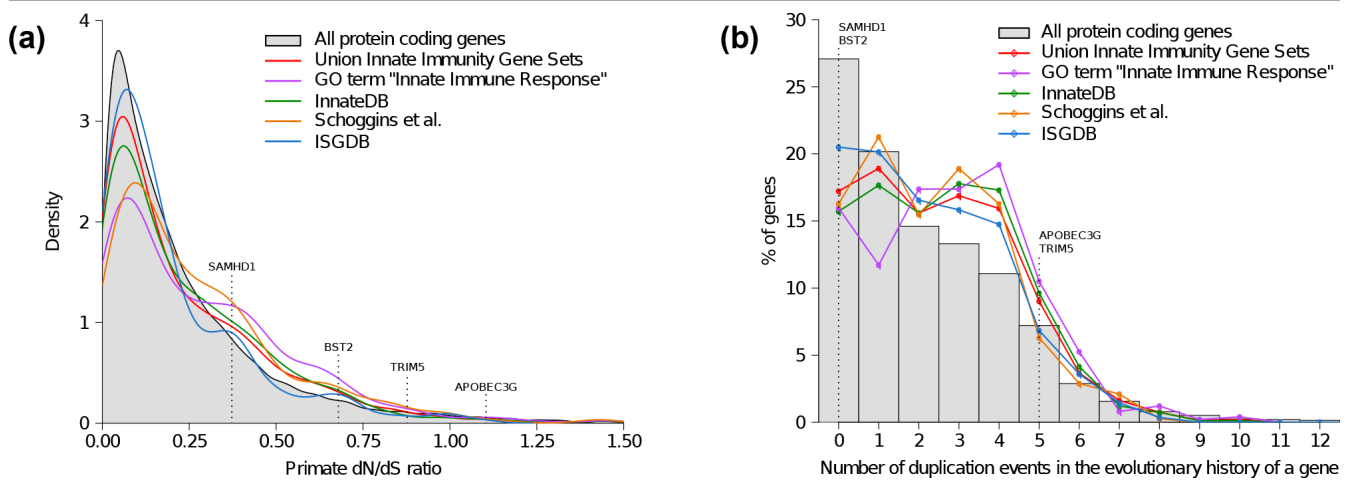 (a)
4
3
2
1
0
Density
All protein coding genes
Union Innate Immunity Gene Sets
GO term "Innate Immune Response"
InnateDB
Schoggins et al.
ISGDB
SAMHD1
BST2
TRIM5
APOBEC3G
0.00 0.25 0.50 0.75 1.00 1.25 1.50
Primate dN/dS ratio
(b)
30
25
20
15
10
5
0
% of genes
SAMHD1
BST2
All protein coding genes
Union Innate Immunity Gene Sets
GO term "Innate Immune Response"
InnateDB
Schoggins et al.
ISGDB
APOBEC3G
TRIM5
0 1 2 3 4 5 6 7 8 9 10 11 12
Number of duplication events in the evolutionary history of a gene